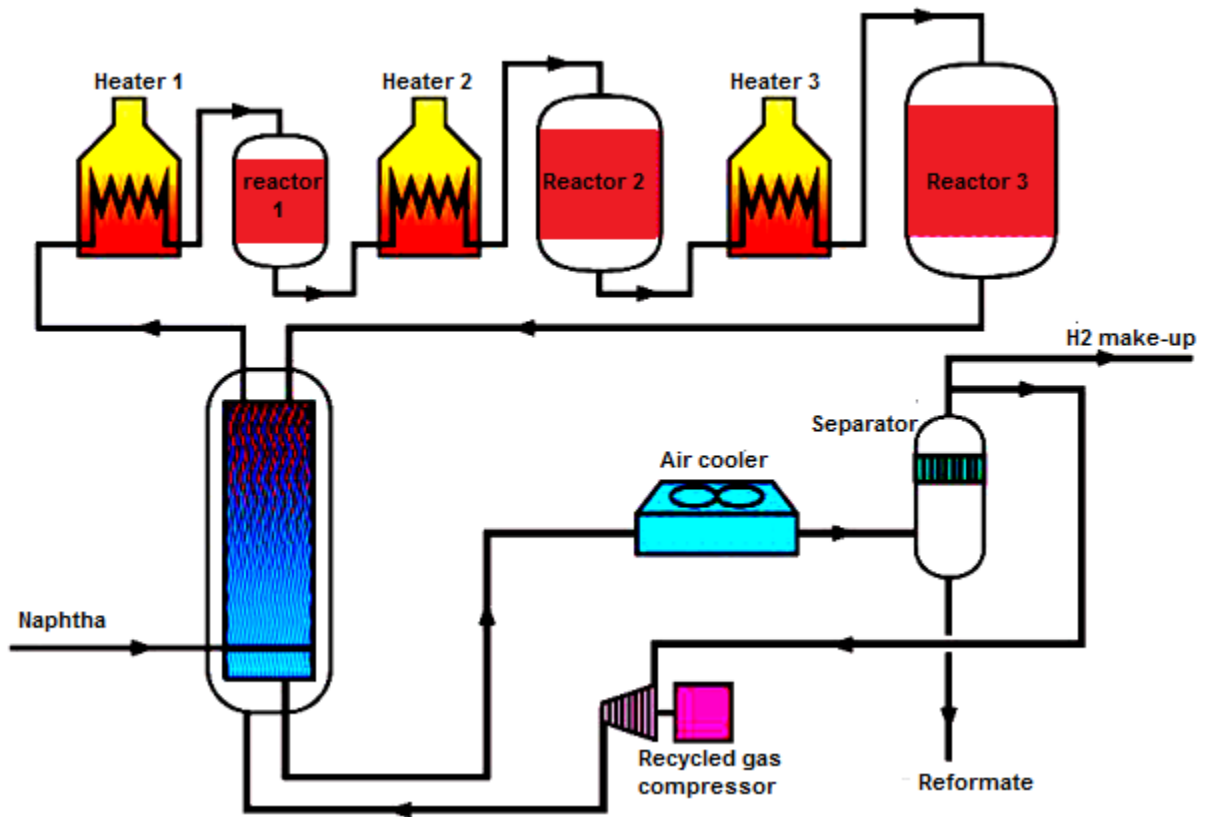 Heater 1
Heater 2
Heater 3
reactor
1
Reactor 2
Reactor 3
H2 make-up
Separator
Air cooler
Naphtha
Recycled gas
compressor
Reformate